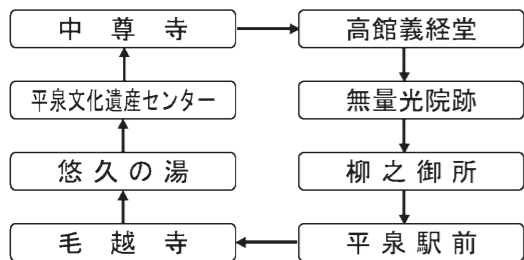 中尊寺
高館義経堂
平泉文化遺産センター
無量光院跡
悠久の湯
柳之御所
毛越寺
平泉駅前